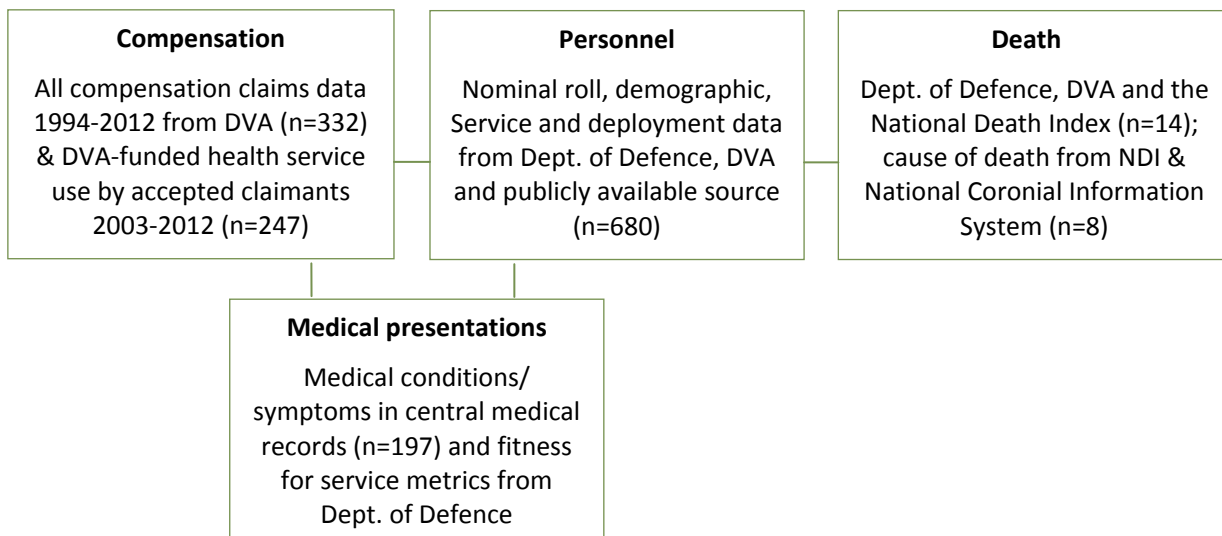 Compensation
All compensation claims data
1994-2012 from DVA (n=332)
& DVA-funded health service
use by accepted claimants
2003-2012 (n=247)
Personnel
Nominal roll, demographic,
Service and deployment data
from Dept. of Defence, DVA
and publicly available source
(n=680)
Death
Dept. of Defence, DVA and the
National Death Index (n=14);
cause of death from NDI &
National Coronial Information
System (n=8)
Medical presentations
Medical conditions/
symptoms in central medical
records (n=197) and fitness
for service metrics from
Dept. of Defence